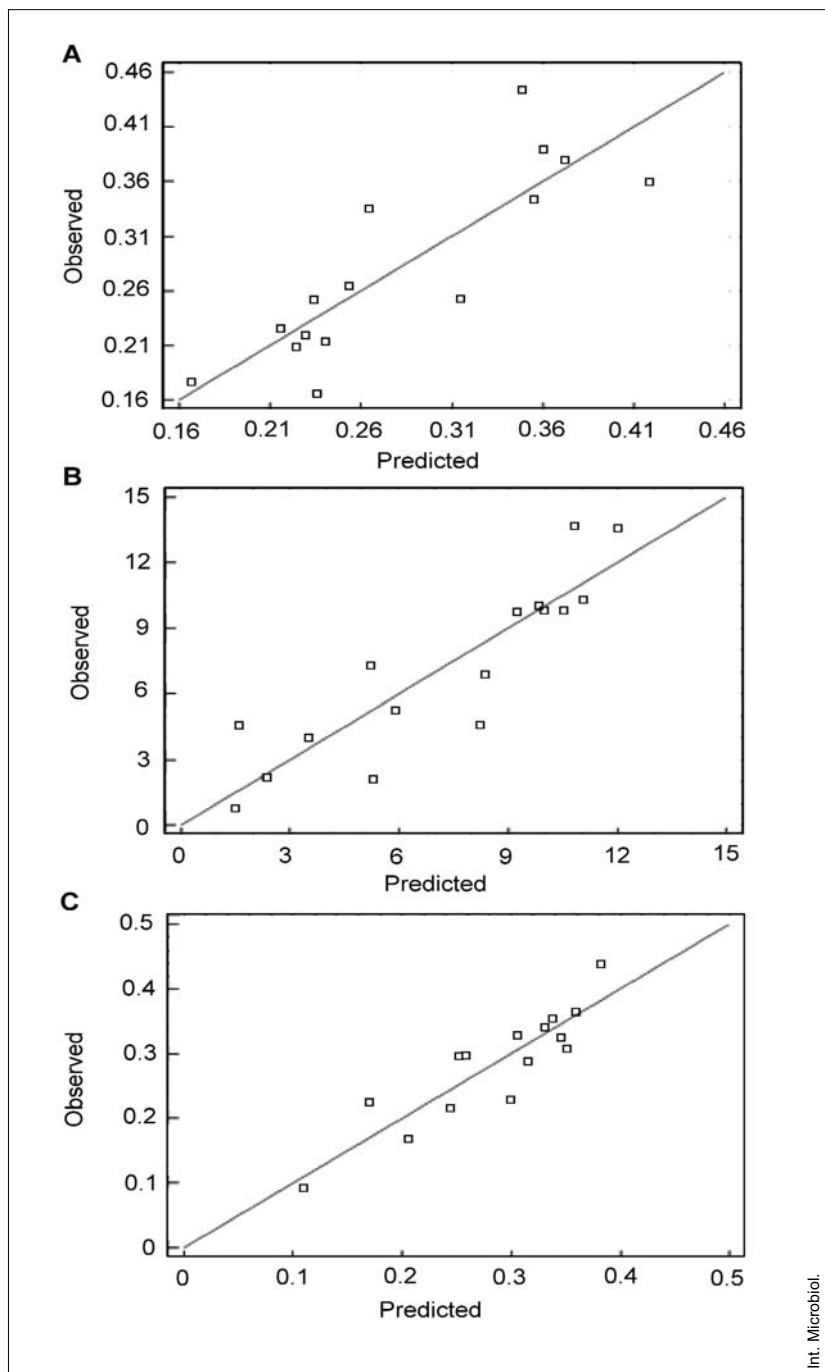 A
0.46
0.41
0.36
0.31
0.26
0.21
0.16
Observed
0.16 0.21 0.26 0.31 0.36 0.41 0.46
Predicted
B
15
12
9
6
3
0
Observed
0 3 6 9 12 15
Predicted
C
0.5
0.4
0.3
0.2
0.1
0
Observed
0 0.1 0.2 0.3 0.4 0.5
Predicted
Int. Microbiol.